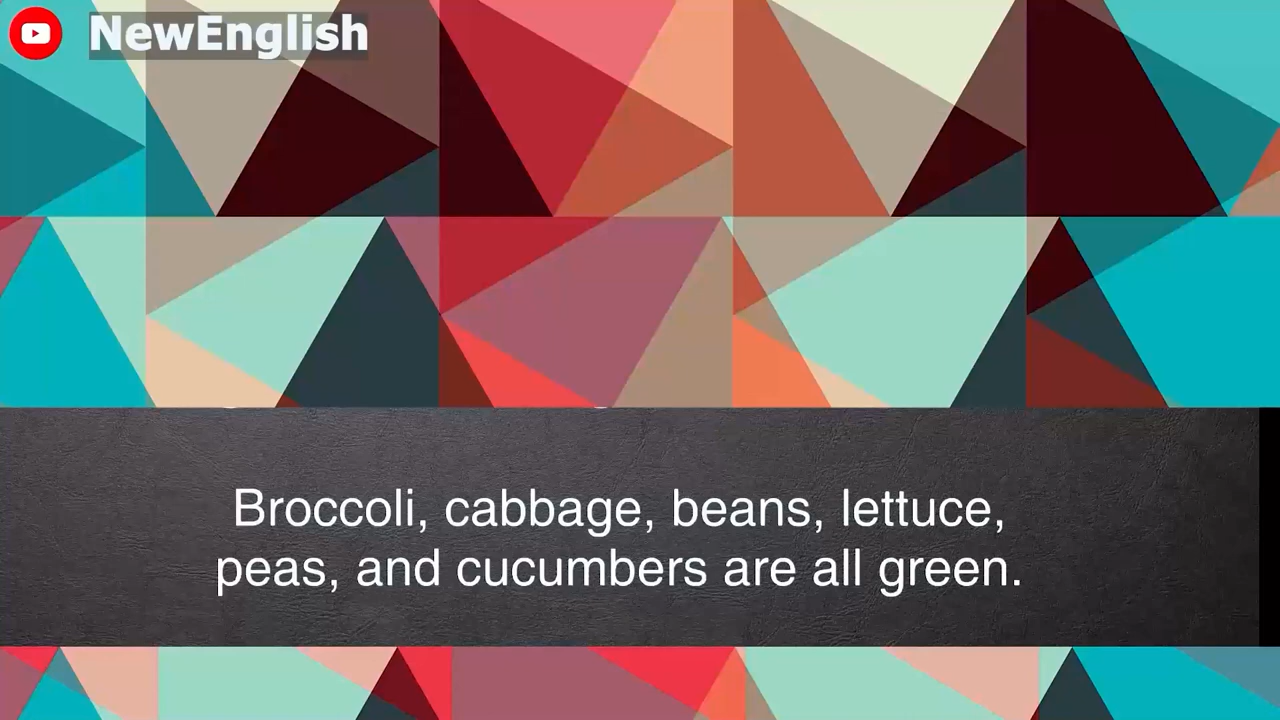 NewEnglish
Broccoli, cabbage, beans, lettuce,
peas, and cucumbers are all green.